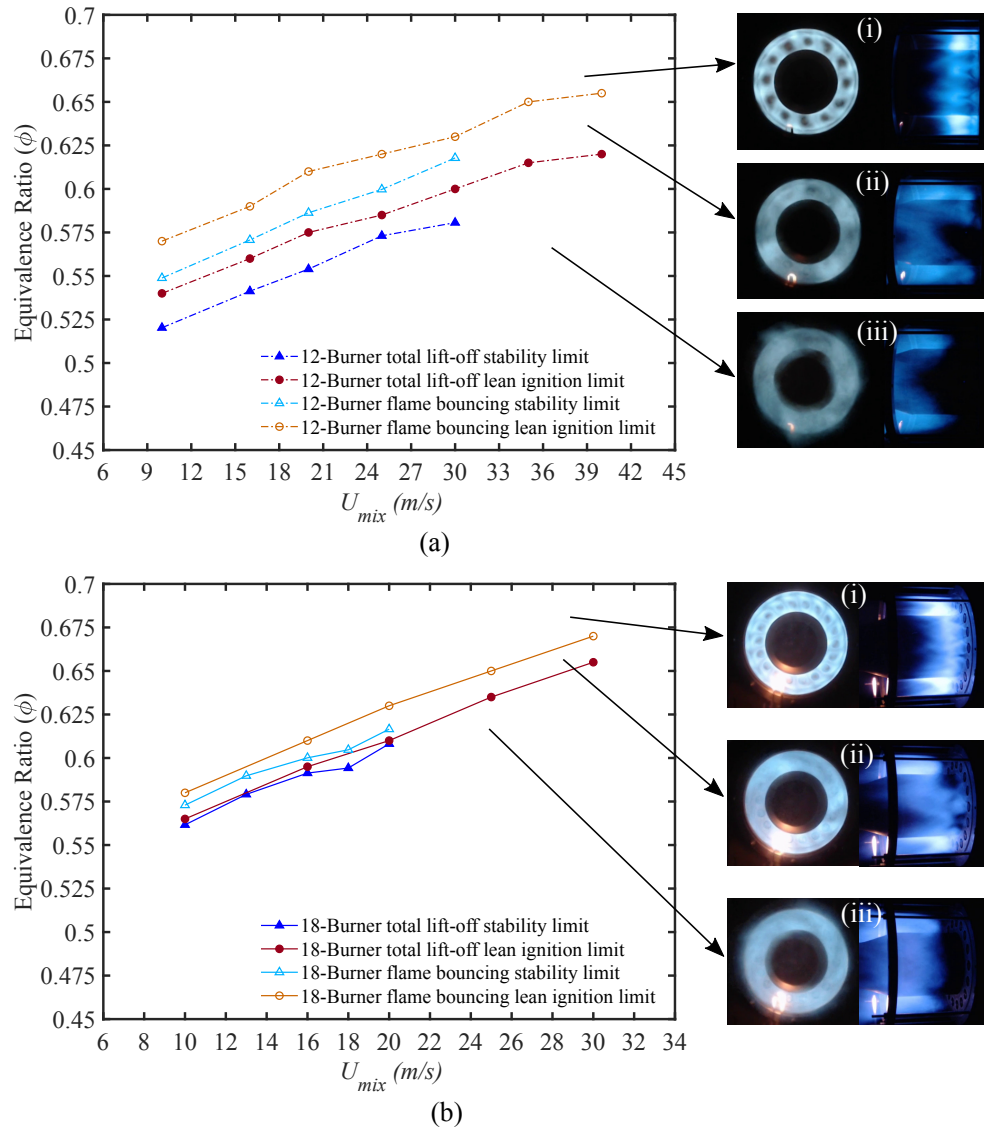 0.7
0.675
0.65
0.625
0.6
0.575
0.55
0.525
0.5
0.475
0.45
Equivalence Ratio (ϕ)
12-Burner total lift-off stability limit
12-Burner total lift-off lean ignition limit
12-Burner flame bouncing stability limit
12-Burner flame bouncing lean ignition limit
6 9 12 15 18 21 24 27 30 33 36 39 42 45
U_mix (m/s)
(a)
(i)
(ii)
(iii)
0.7
0.675
0.65
0.625
0.6
0.575
0.55
0.525
0.5
0.475
0.45
Equivalence Ratio (ϕ)
18-Burner total lift-off stability limit
18-Burner total lift-off lean ignition limit
18-Burner flame bouncing stability limit
18-Burner flame bouncing lean ignition limit
6 8 10 12 14 16 18 20 22 24 26 28 30 32 34
U_mix (m/s)
(b)
(i)
(ii)
(iii)